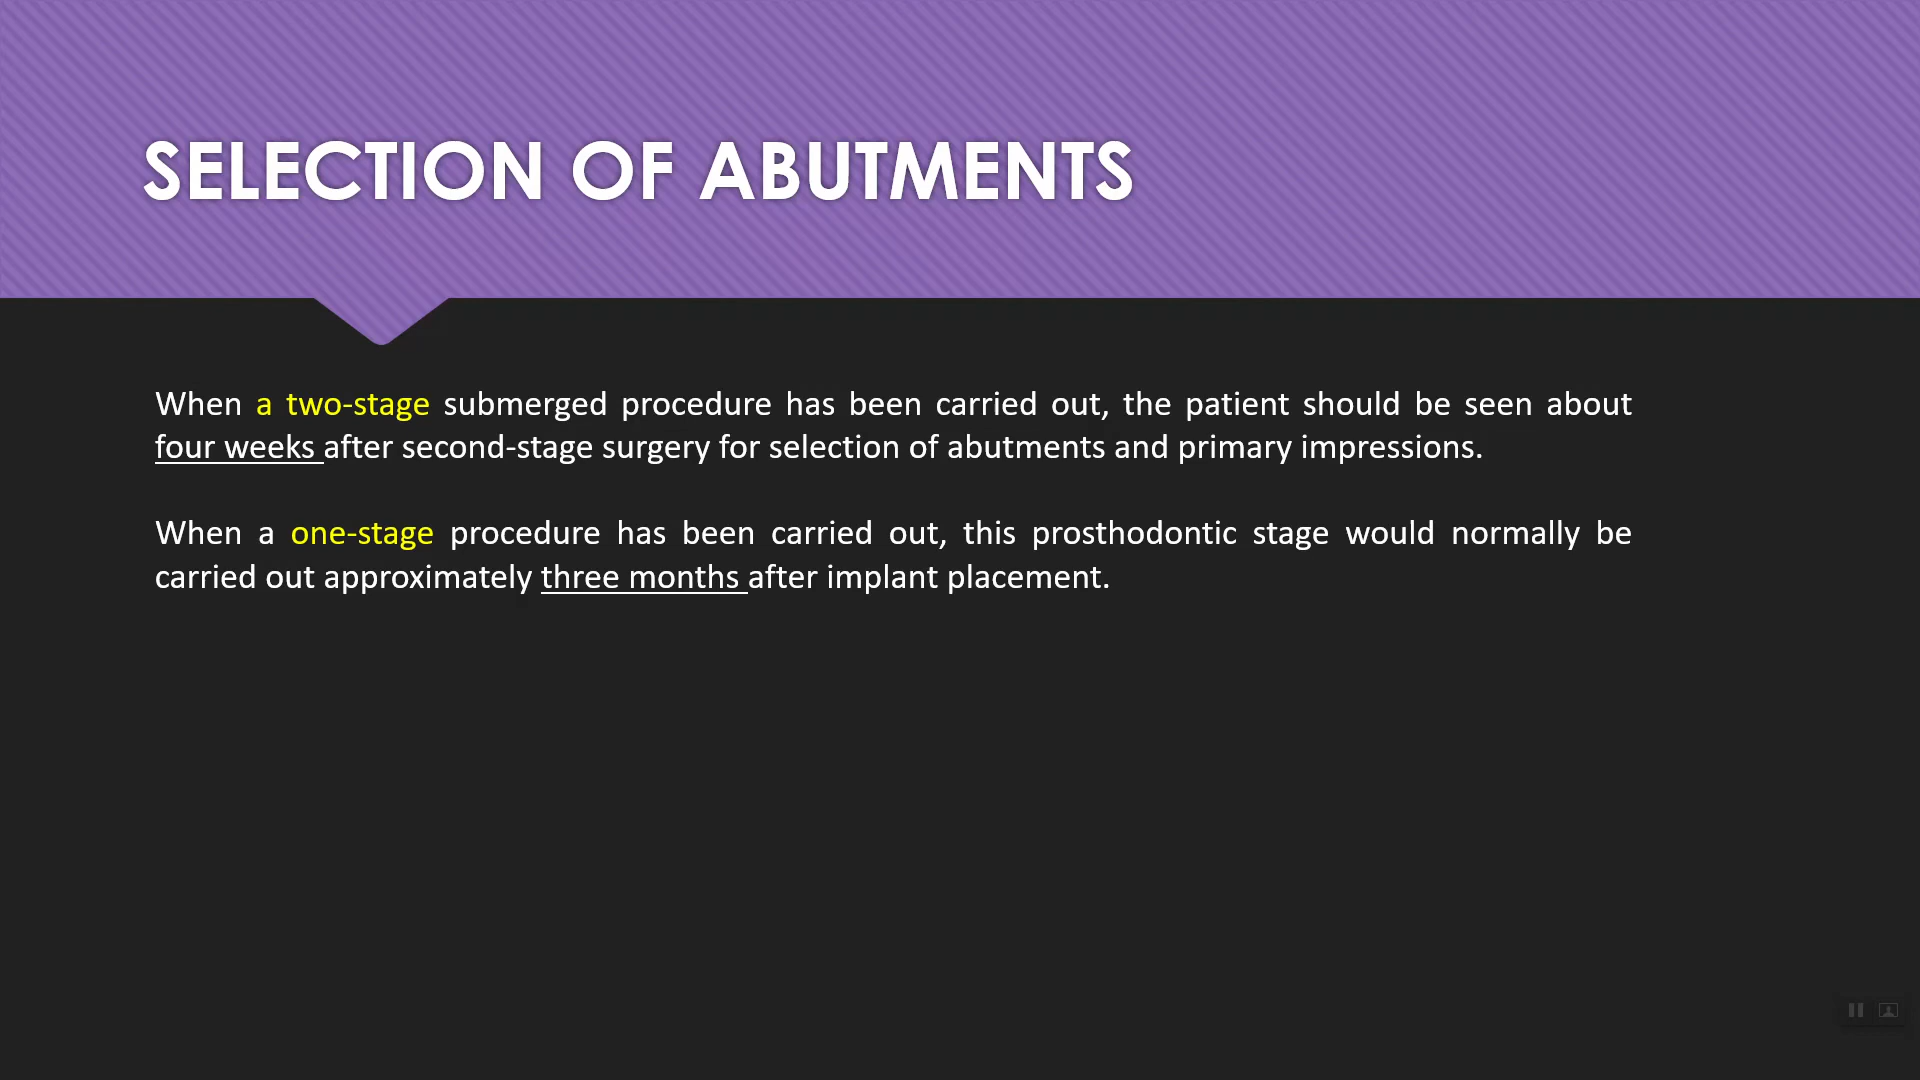 SELECTION OF ABUTMENTS
When a two-stage submerged procedure has been carried out, the patient should be seen about
four weeks after second-stage surgery for selection of abutments and primary impressions.
When a one-stage procedure has been carried out, this prosthodontic stage would normally be
carried out approximately three months after implant placement.